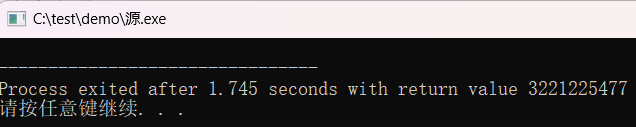 C:\test\demo\源.exe
--------------------------------
Process exited after 1.745 seconds with return value 3221225477
请按任意键继续. . .